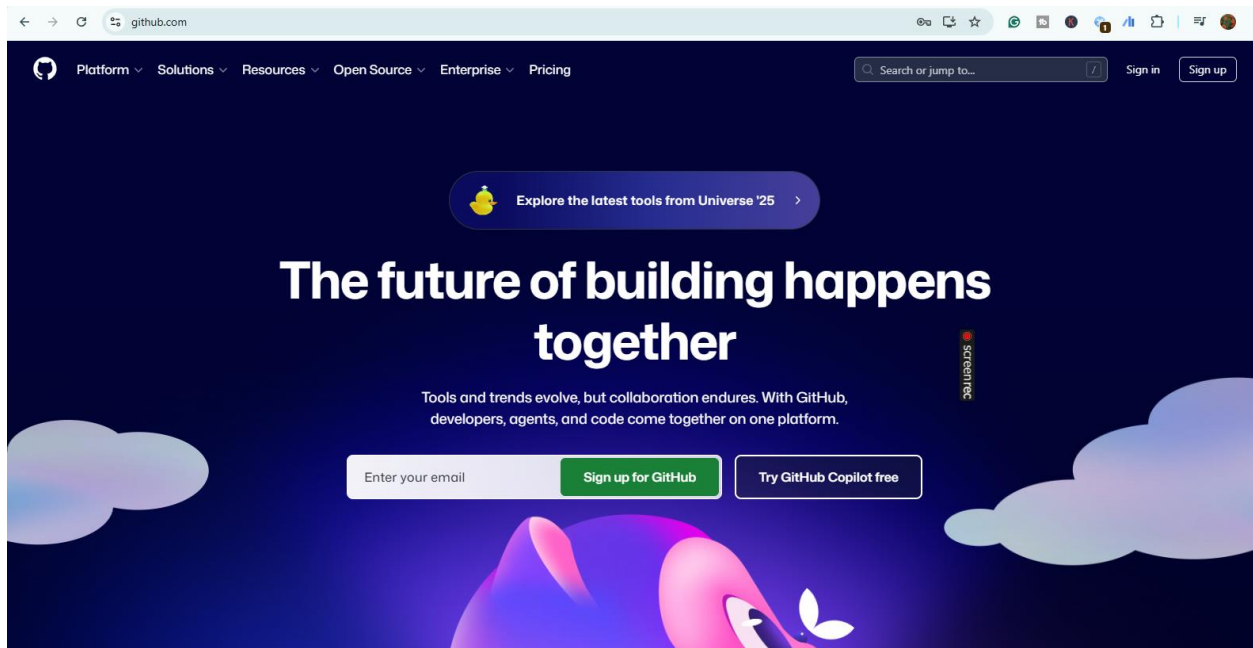 github.com
1
Platform Solutions Resources Open Source Enterprise Pricing
Search or jump to... /
Sign in
Sign up
Explore the latest tools from Universe '25
The future of building happens
together
screenrec
Tools and trends evolve, but collaboration endures. With GitHub,
developers, agents, and code come together on one platform.
Enter your email
Sign up for GitHub
Try GitHub Copilot free